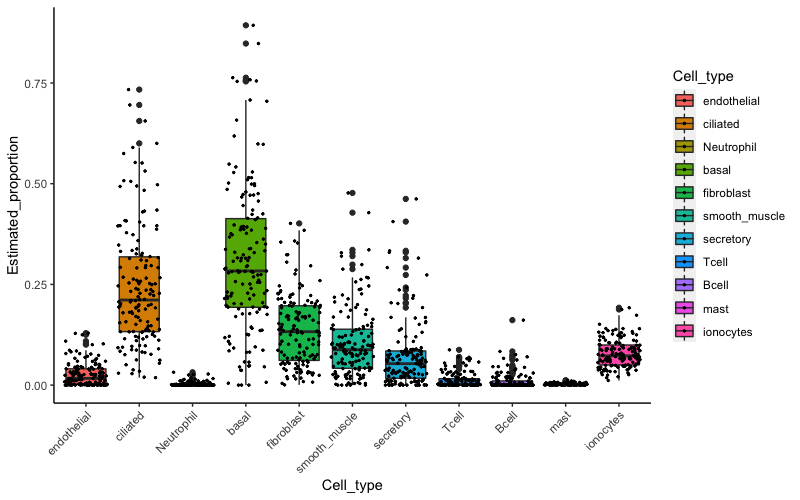 Estimated_proportion
0.75
0.50
0.25
0.00
endothelial
ciliated
Neutrophil
basal
fibroblast
smooth_muscle
secretory
Tcell
Bcell
mast
ionocytes
Cell_type
Cell_type
endothelial
ciliated
Neutrophil
basal
fibroblast
smooth_muscle
secretory
Tcell
Bcell
mast
ionocytes